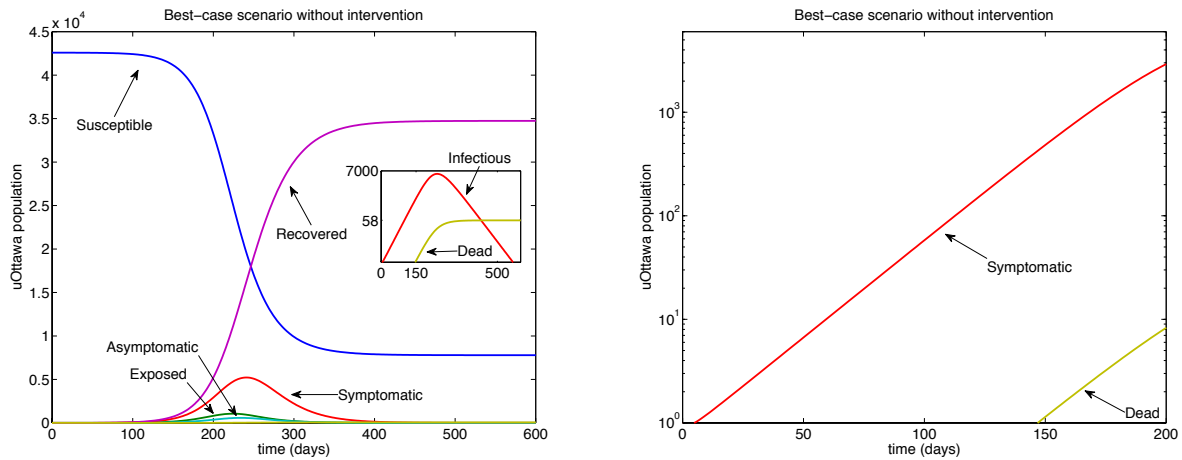 Best-case scenario without intervention
x 10^4
4.5
4
3.5
3
2.5
2
1.5
1
0.5
0
uOttawa population
Susceptible
Recovered
Asymptomatic
Exposed
Symptomatic
7000
58
Infectious
Dead
0 150 500
0 100 200 300 400 500 600
time (days)
Best-case scenario without intervention
10^3
10^2
10^1
10^0
uOttawa population
Symptomatic
Dead
0 50 100 150 200
time (days)